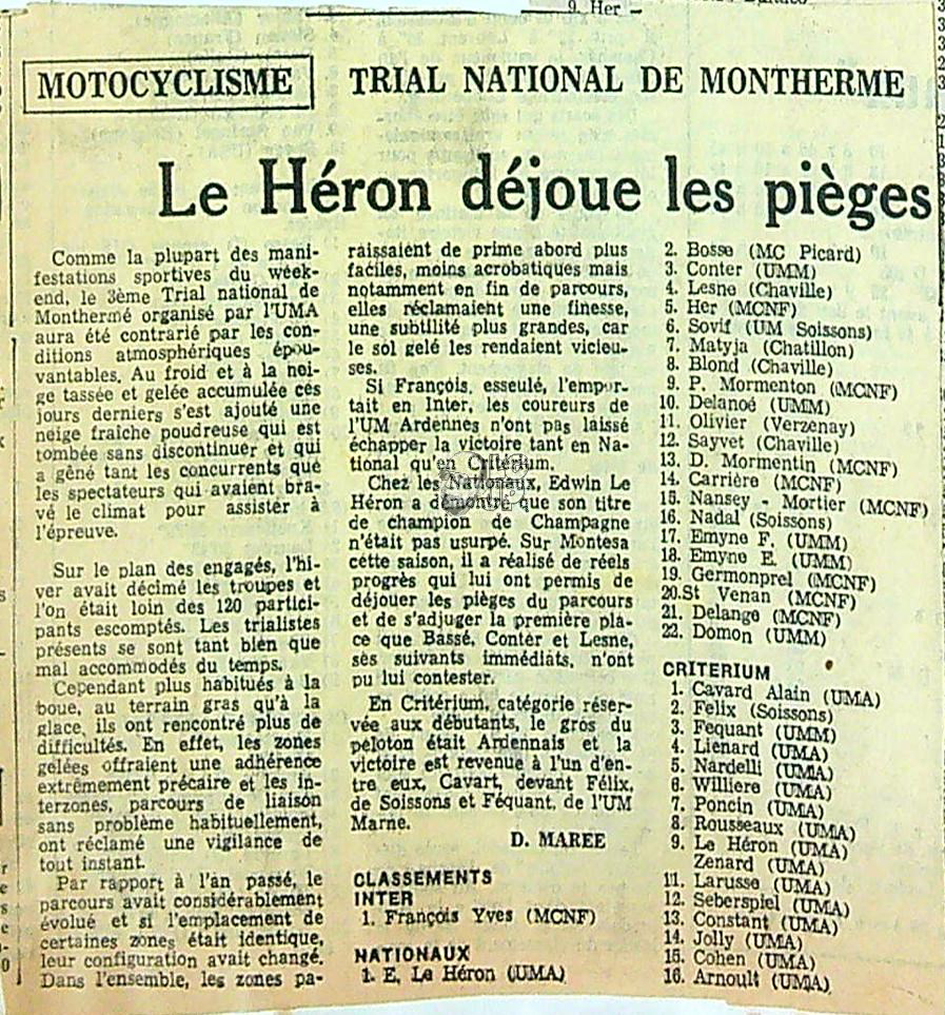 9. Her —
MOTOCYCLISME
TRIAL NATIONAL DE MONTHERME
Le Héron déjoue les pièges
Comme la plupart des mani-
festations sportives du week-
end, le 3ème Trial national de
Monthermé organisé par l'UMA
aura été contrarié par les con-
ditions atmosphériques épou-
vantables. Au froid et à la nei-
ge tassée et gelée accumulée ces
jours derniers s'est ajouté une
neige fraîche poudreuse qui est
tombée sans discontinuer et qui
a gêné tant les concurrents que
les spectateurs qui avaient bra-
vé le climat pour assister à
l'épreuve.
Sur le plan des engagés, l'hi-
ver avait décimé les troupes et
l'on était loin des 120 partici-
pants escomptés. Les trialistes
présents se sont tant bien que
mal accommodés du temps.
Cependant plus habitués à la
boue, au terrain gras qu'à la
glace, ils ont rencontré plus de
difficultés. En effet, les zones
gelées offraient une adhérence
extrêmement précaire et les in-
terzones, parcours de liaison
sans problème habituellement,
ont réclamé une vigilance de
tout instant.
Par rapport à l'an passé, le
parcours avait considérablement
évolué et si l'emplacement de
certaines zones était identique,
leur configuration avait changé.
Dans l'ensemble, les zones pa-
raissaient de prime abord plus
faciles, moins acrobatiques mais
notamment en fin de parcours,
elles réclamaient une finesse,
une subtilité plus grandes, car
le sol gelé les rendaient vicieu-
ses.
Si François, esseulé, l'empor-
tait en Inter, les coureurs de
l'UM Ardennes n'ont pas laissé
échapper la victoire tant en Na-
tional qu'en Critérium.
Chez les Nationaux, Edwin Le
Héron a démontré que son titre
de champion de Champagne
n'était pas usurpé. Sur Montesa
cette saison, il a réalisé de réels
progrès qui lui ont permis de
déjouer les pièges du parcours
et de s'adjuger la première pla-
ce que Bassé, Conter et Lesne,
ses suivants immédiats, n'ont
pu lui contester.
En Critérium, catégorie réser-
vée aux débutants, le gros du
peloton était Ardennais et la
victoire est revenue à l'un d'en-
tre eux, Cavart, devant Félix,
de Soissons et Féquant, de l'UM
Marne.
D. MAREE
CLASSEMENTS
INTER
1. François Yves (MCNF)
NATIONAUX
1. E. Le Héron (UMA)
2. Bosse (MC Picard)
3. Conter (UMM)
4. Lesne (Chaville)
5. Her (MCNF)
6. Sovif (UM Soissons)
7. Matyja (Chatillon)
8. Blond (Chaville)
9. P. Mormenton (MCNF)
10. Delanoé (UMM)
11. Olivier (Verzenay)
12. Sayvet (Chaville)
13. D. Mormentin (MCNF)
14. Carrière (MCNF)
15. Nansey - Mortier (MCNF)
16. Nadal (Soissons)
17. Emyne F. (UMM)
18. Emyne E. (UMM)
19. Germonprel (MCNF)
20.St Venan (MCNF)
21. Delange (MCNF)
22. Domon (UMM)
CRITERIUM
1. Cavard Alain (UMA)
2. Felix (Soissons)
3. Fequant (UMM)
4. Lienard (UMA)
5. Nardelli (UMA)
6. Williere (UMA)
7. Poncin (UMA)
8. Rousseaux (UMA)
9. Le Héron (UMA)
Zenard (UMA)
11. Larusse (UMA)
12. Seberspiel (UMA)
13. Constant (UMA)
14. Jolly (UMA)
15. Cohen (UMA)
16. Arnoult (UMA)